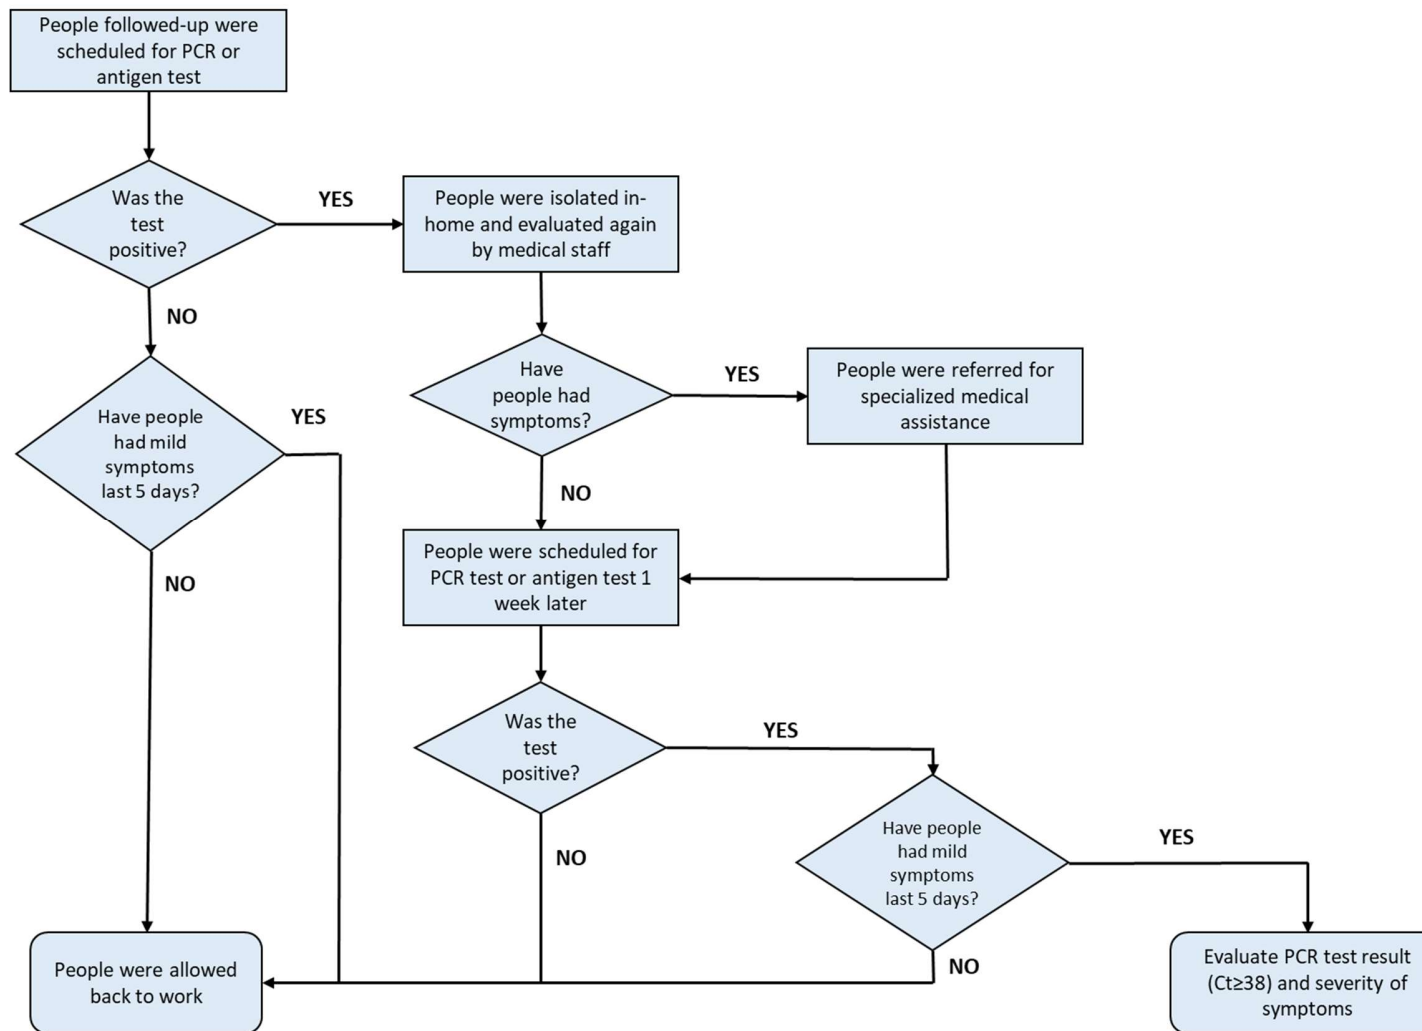 People followed-up were
scheduled for PCR or
antigen test
Was the
test
positive?
YES
People were isolated in-
home and evaluated again
by medical staff
NO
Have people
had mild
symptoms
last 5 days?
YES
Have
people had
symptoms?
YES
People were referred for
specialized medical
assistance
NO
People were scheduled for
PCR test or antigen test 1
week later
NO
Was the
test
positive?
YES
Have people
had mild
symptoms
last 5 days?
YES
NO
NO
People were allowed
back to work
Evaluate PCR test result
(Ct≥38) and severity of
symptoms